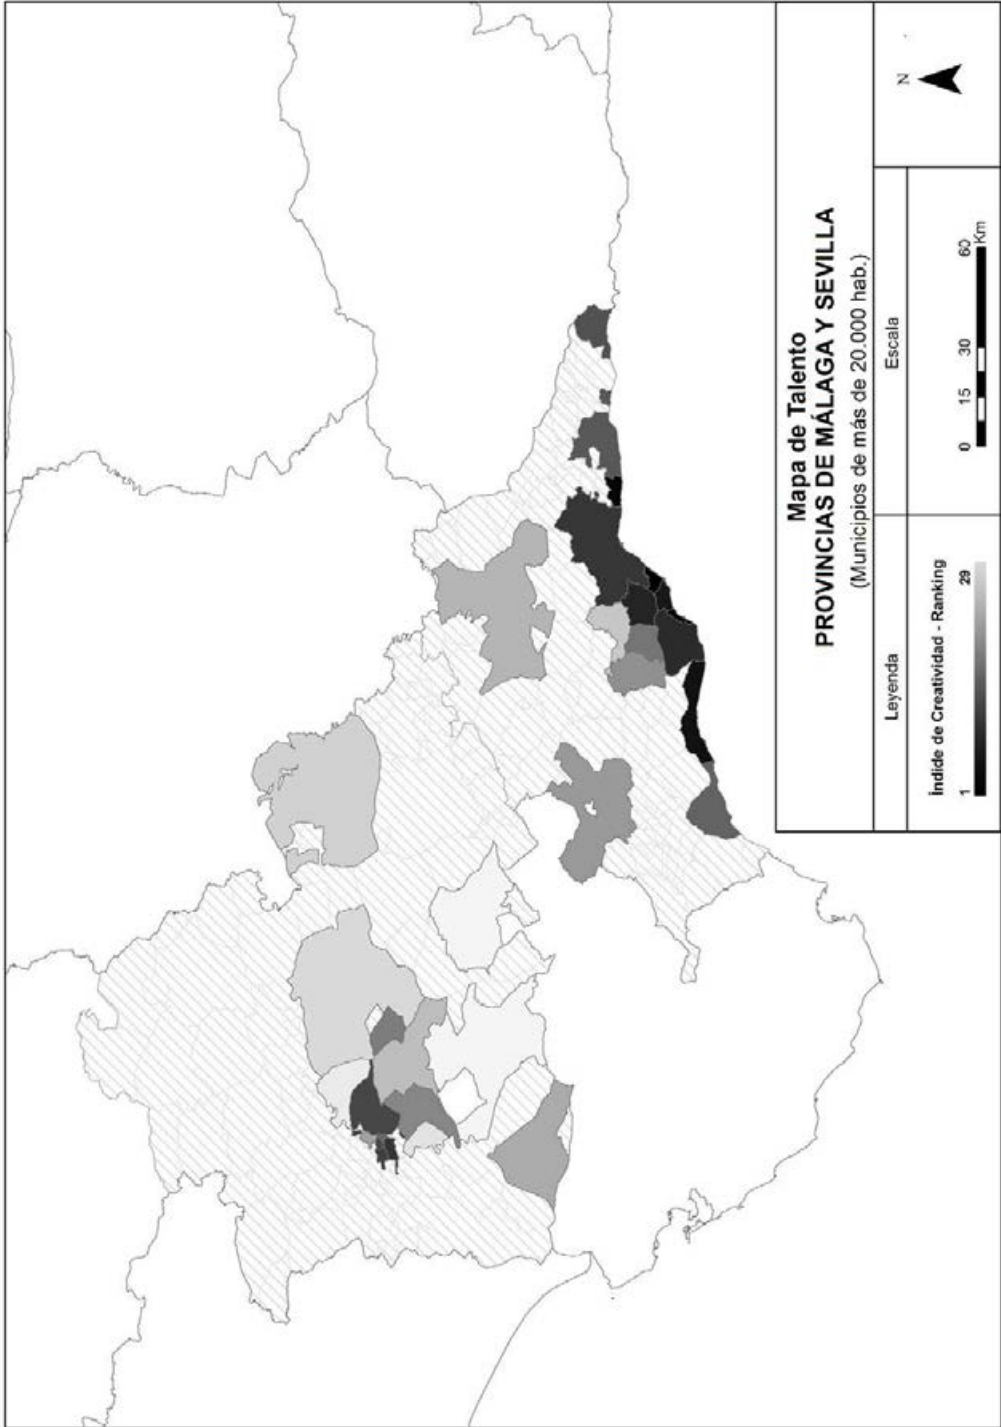 Mapa de Talento
PROVINCIAS DE MÁLAGA Y SEVILLA
(Municipios de más de 20.000 hab.)
Leyenda
Índide de Creatividad - Ranking
1 29
Escala
0 15 30 60
Km
N